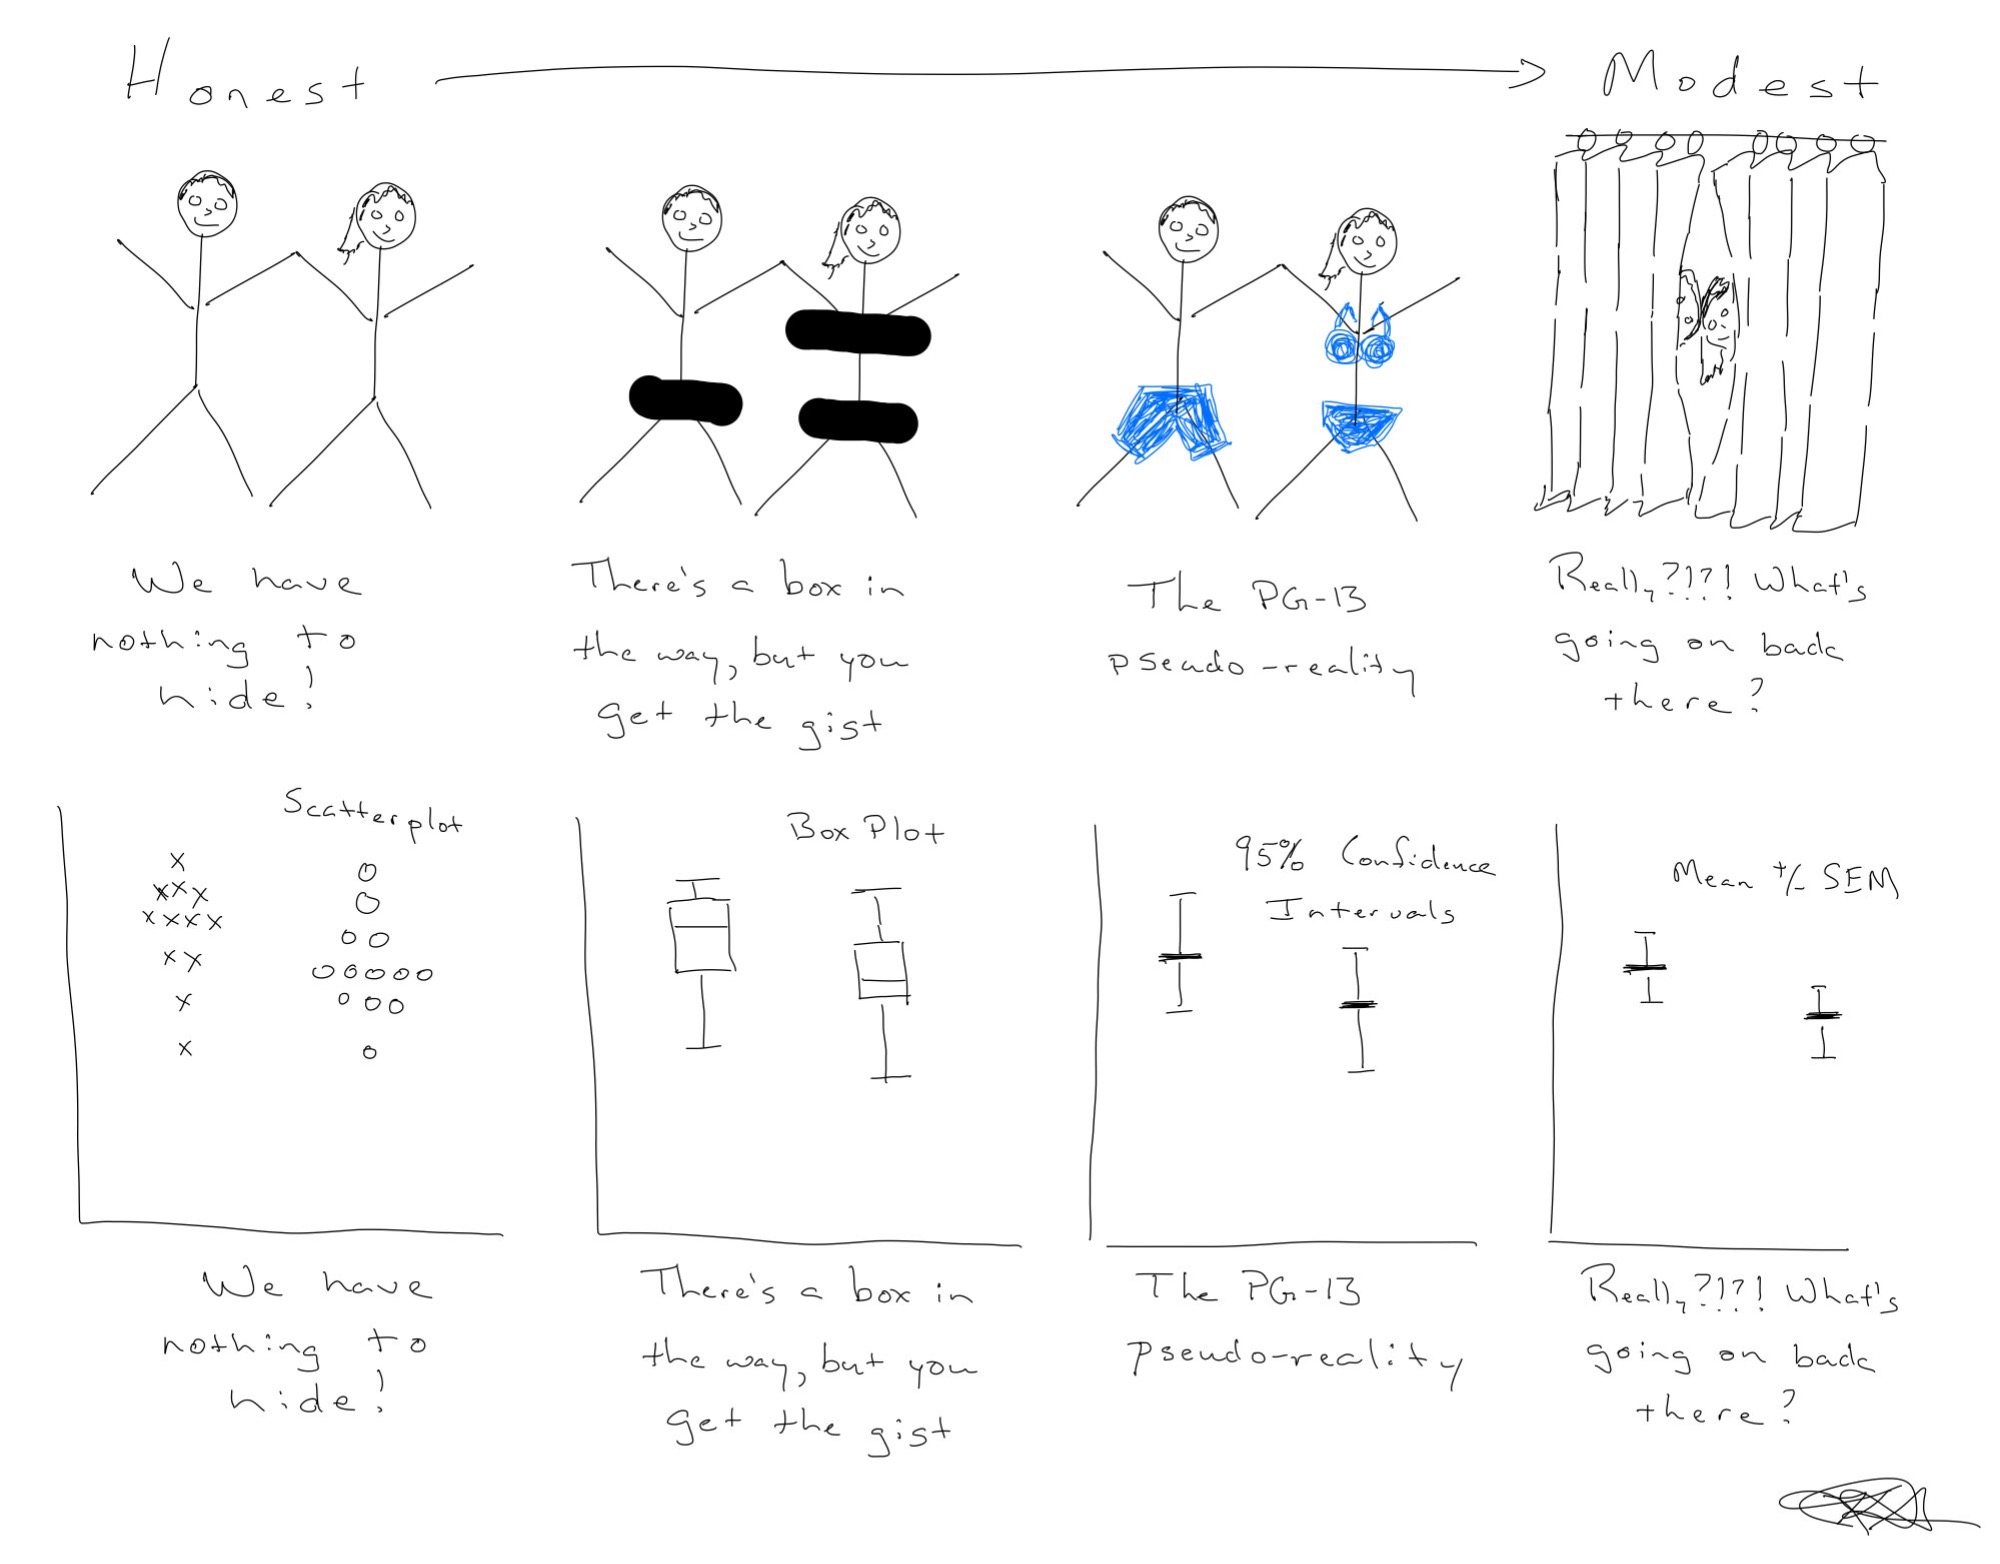 Honest
Modest
We have
nothing to
hide!
There's a box in
the way, but you
get the gist
The PG-13
pseudo-reality
Really?!?! What's
going on back
there?
Scatterplot
Box Plot
95% Confidence
Intervals
Mean +/- SEM
We have
nothing to
hide!
There's a box in
the way, but you
get the gist
The PG-13
pseudo-reality
Really?!?! What's
going on back
there?